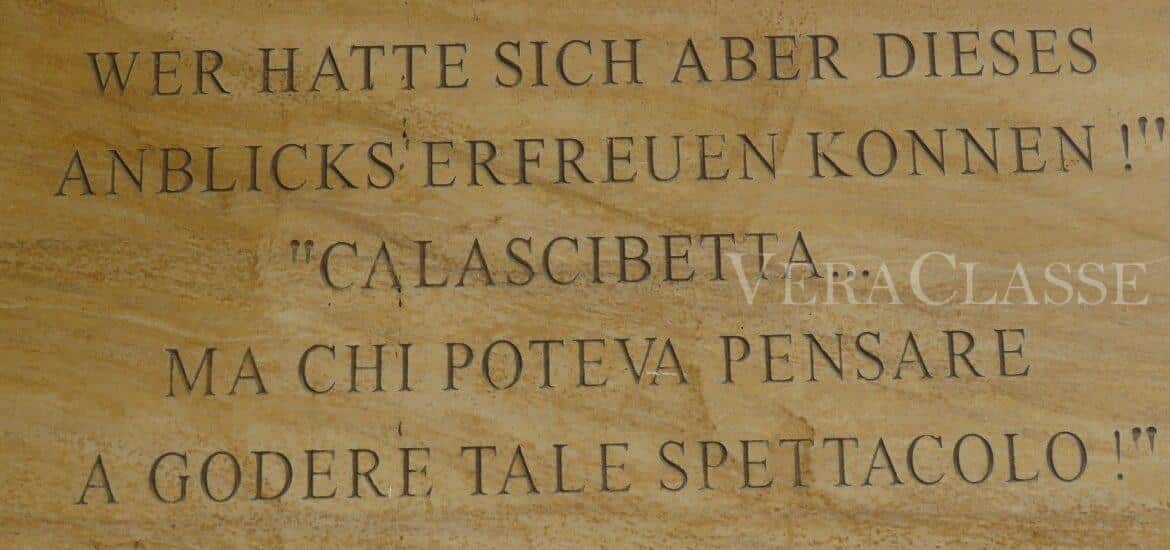 WER HATTE SICH ABER DIESES
ANBLICKS ERFREUEN KONNEN !"
"CALASCIBETTA...
VERACLASSE
MA CHI POTEVA PENSARE
A GODERE TALE SPETTACOLO !"